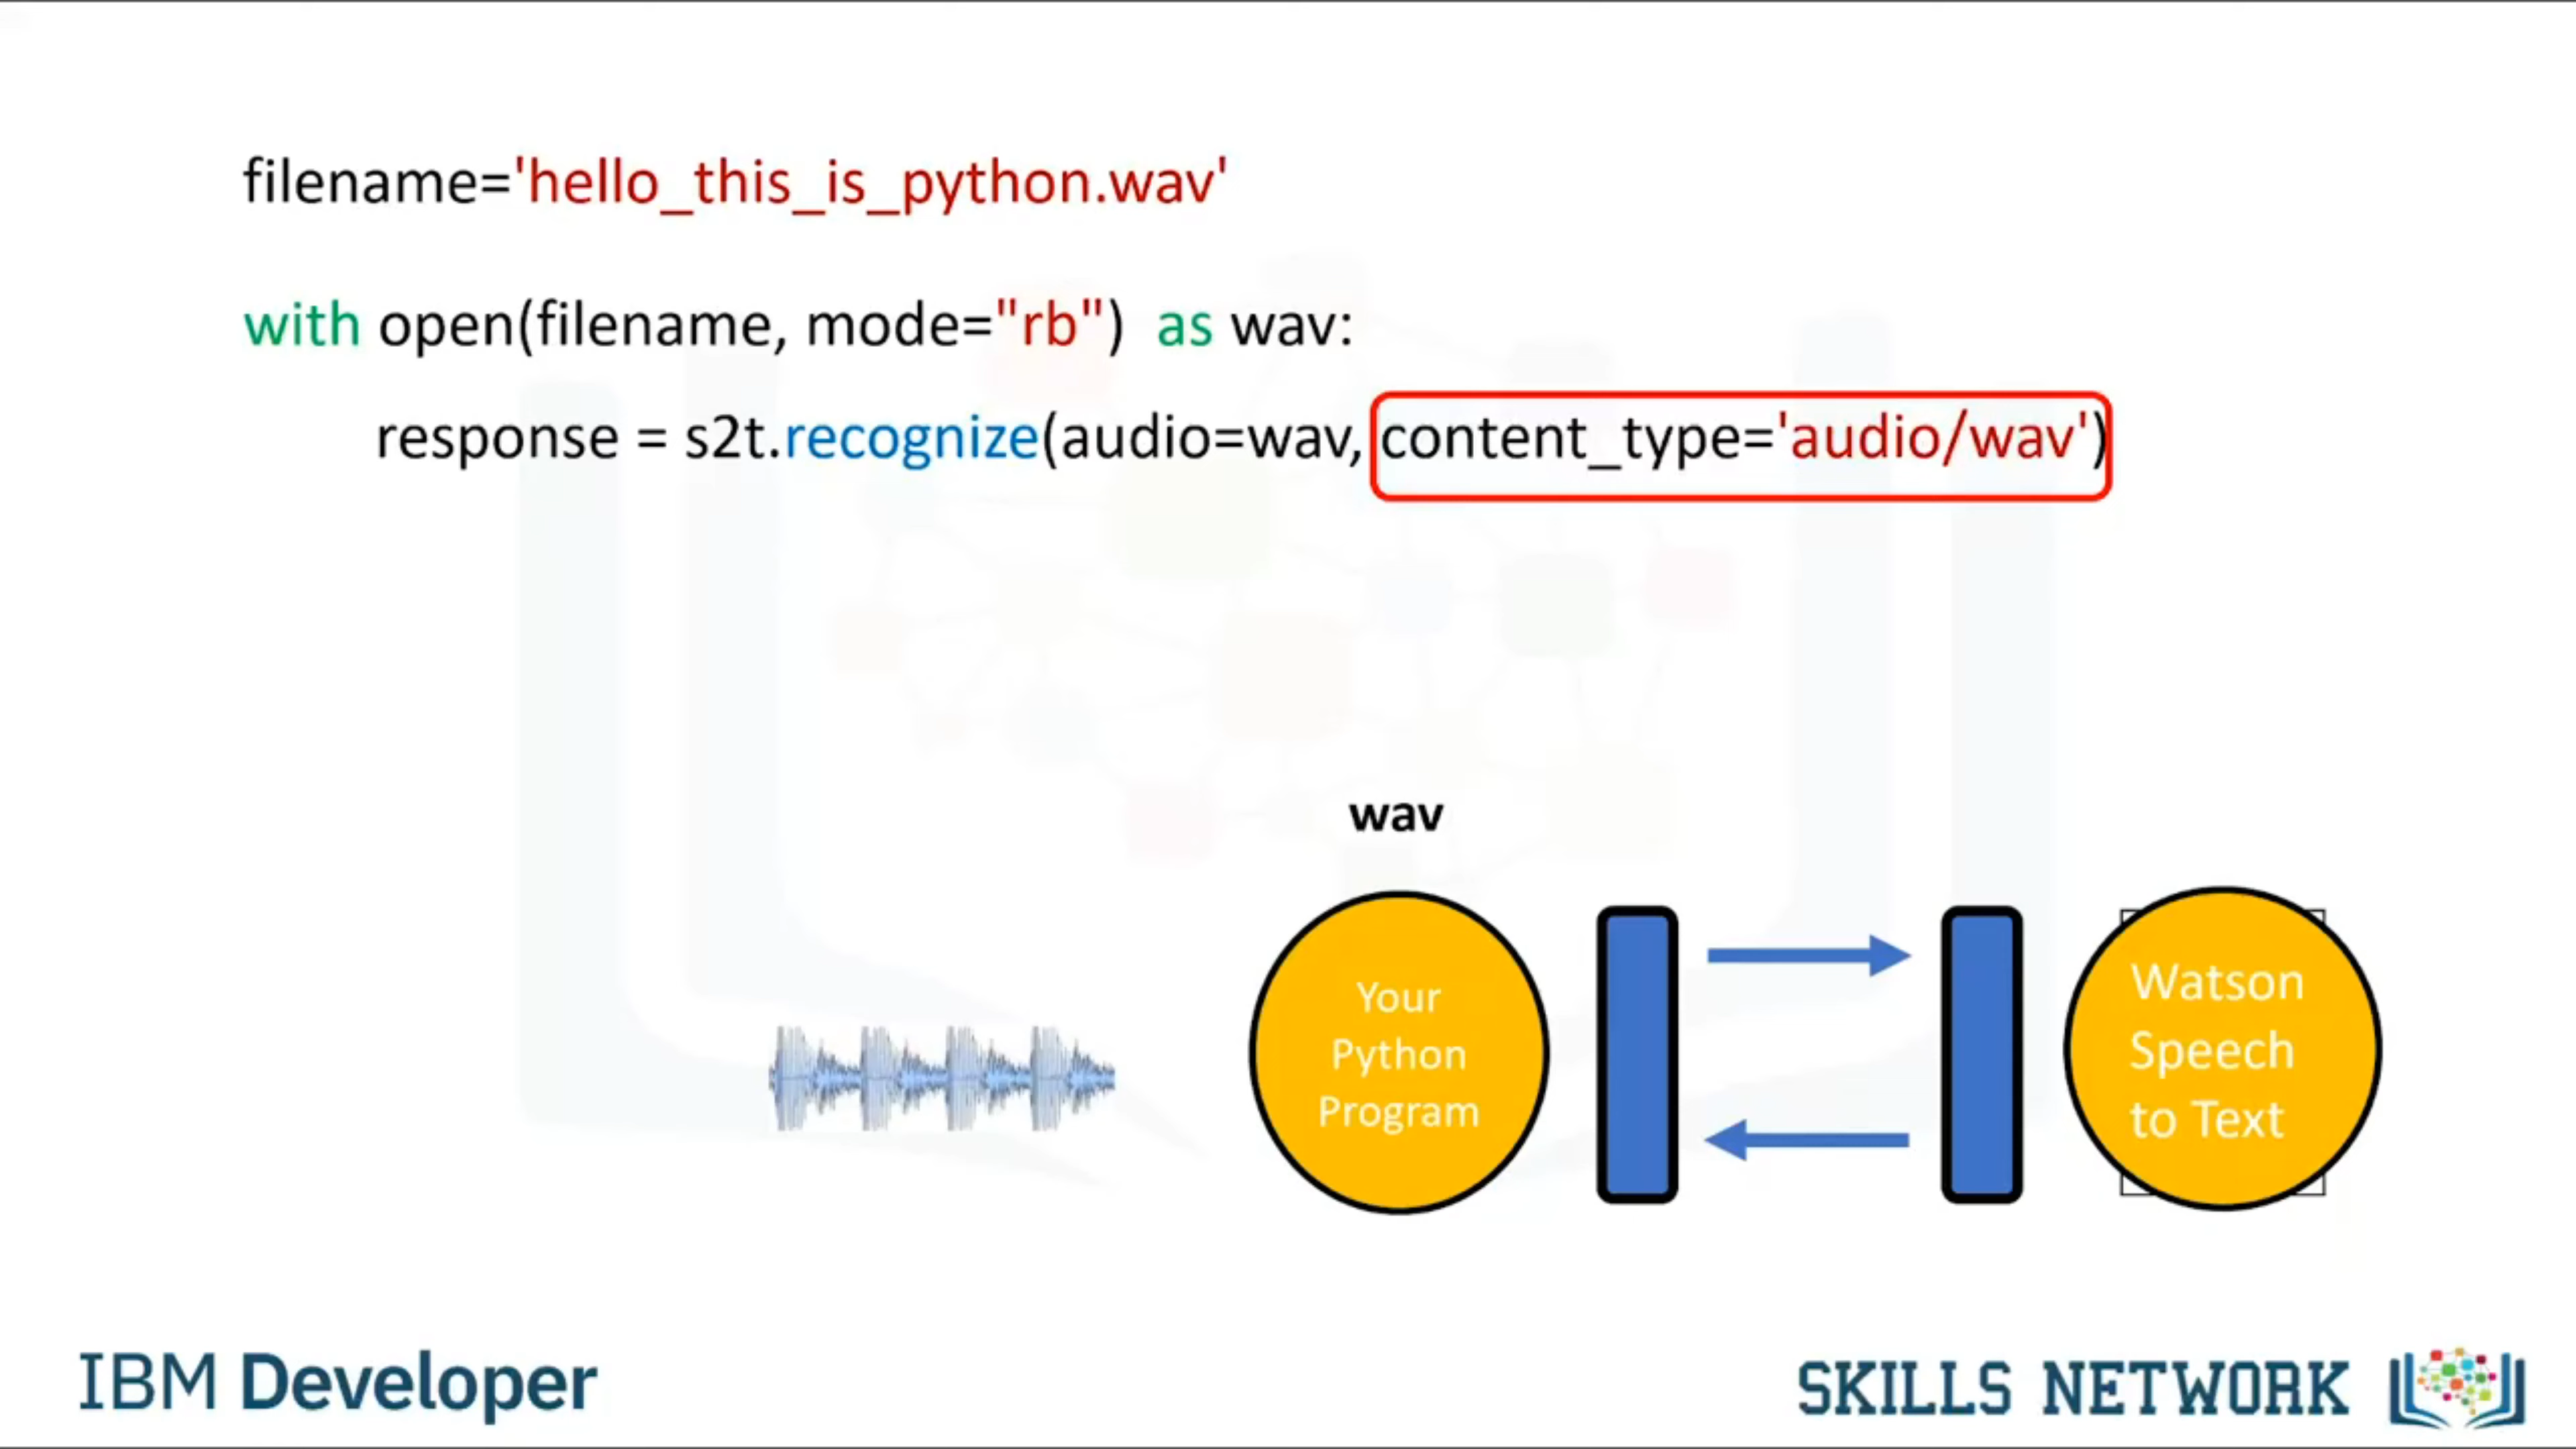 filename='hello_this_is_python.wav'
with open(filename, mode="rb") as wav:
response = s2t.recognize(audio=wav, content_type='audio/wav')
wav
Your
Python
Program
Watson
Speech
to Text
IBM Developer
SKILLS NETWORK